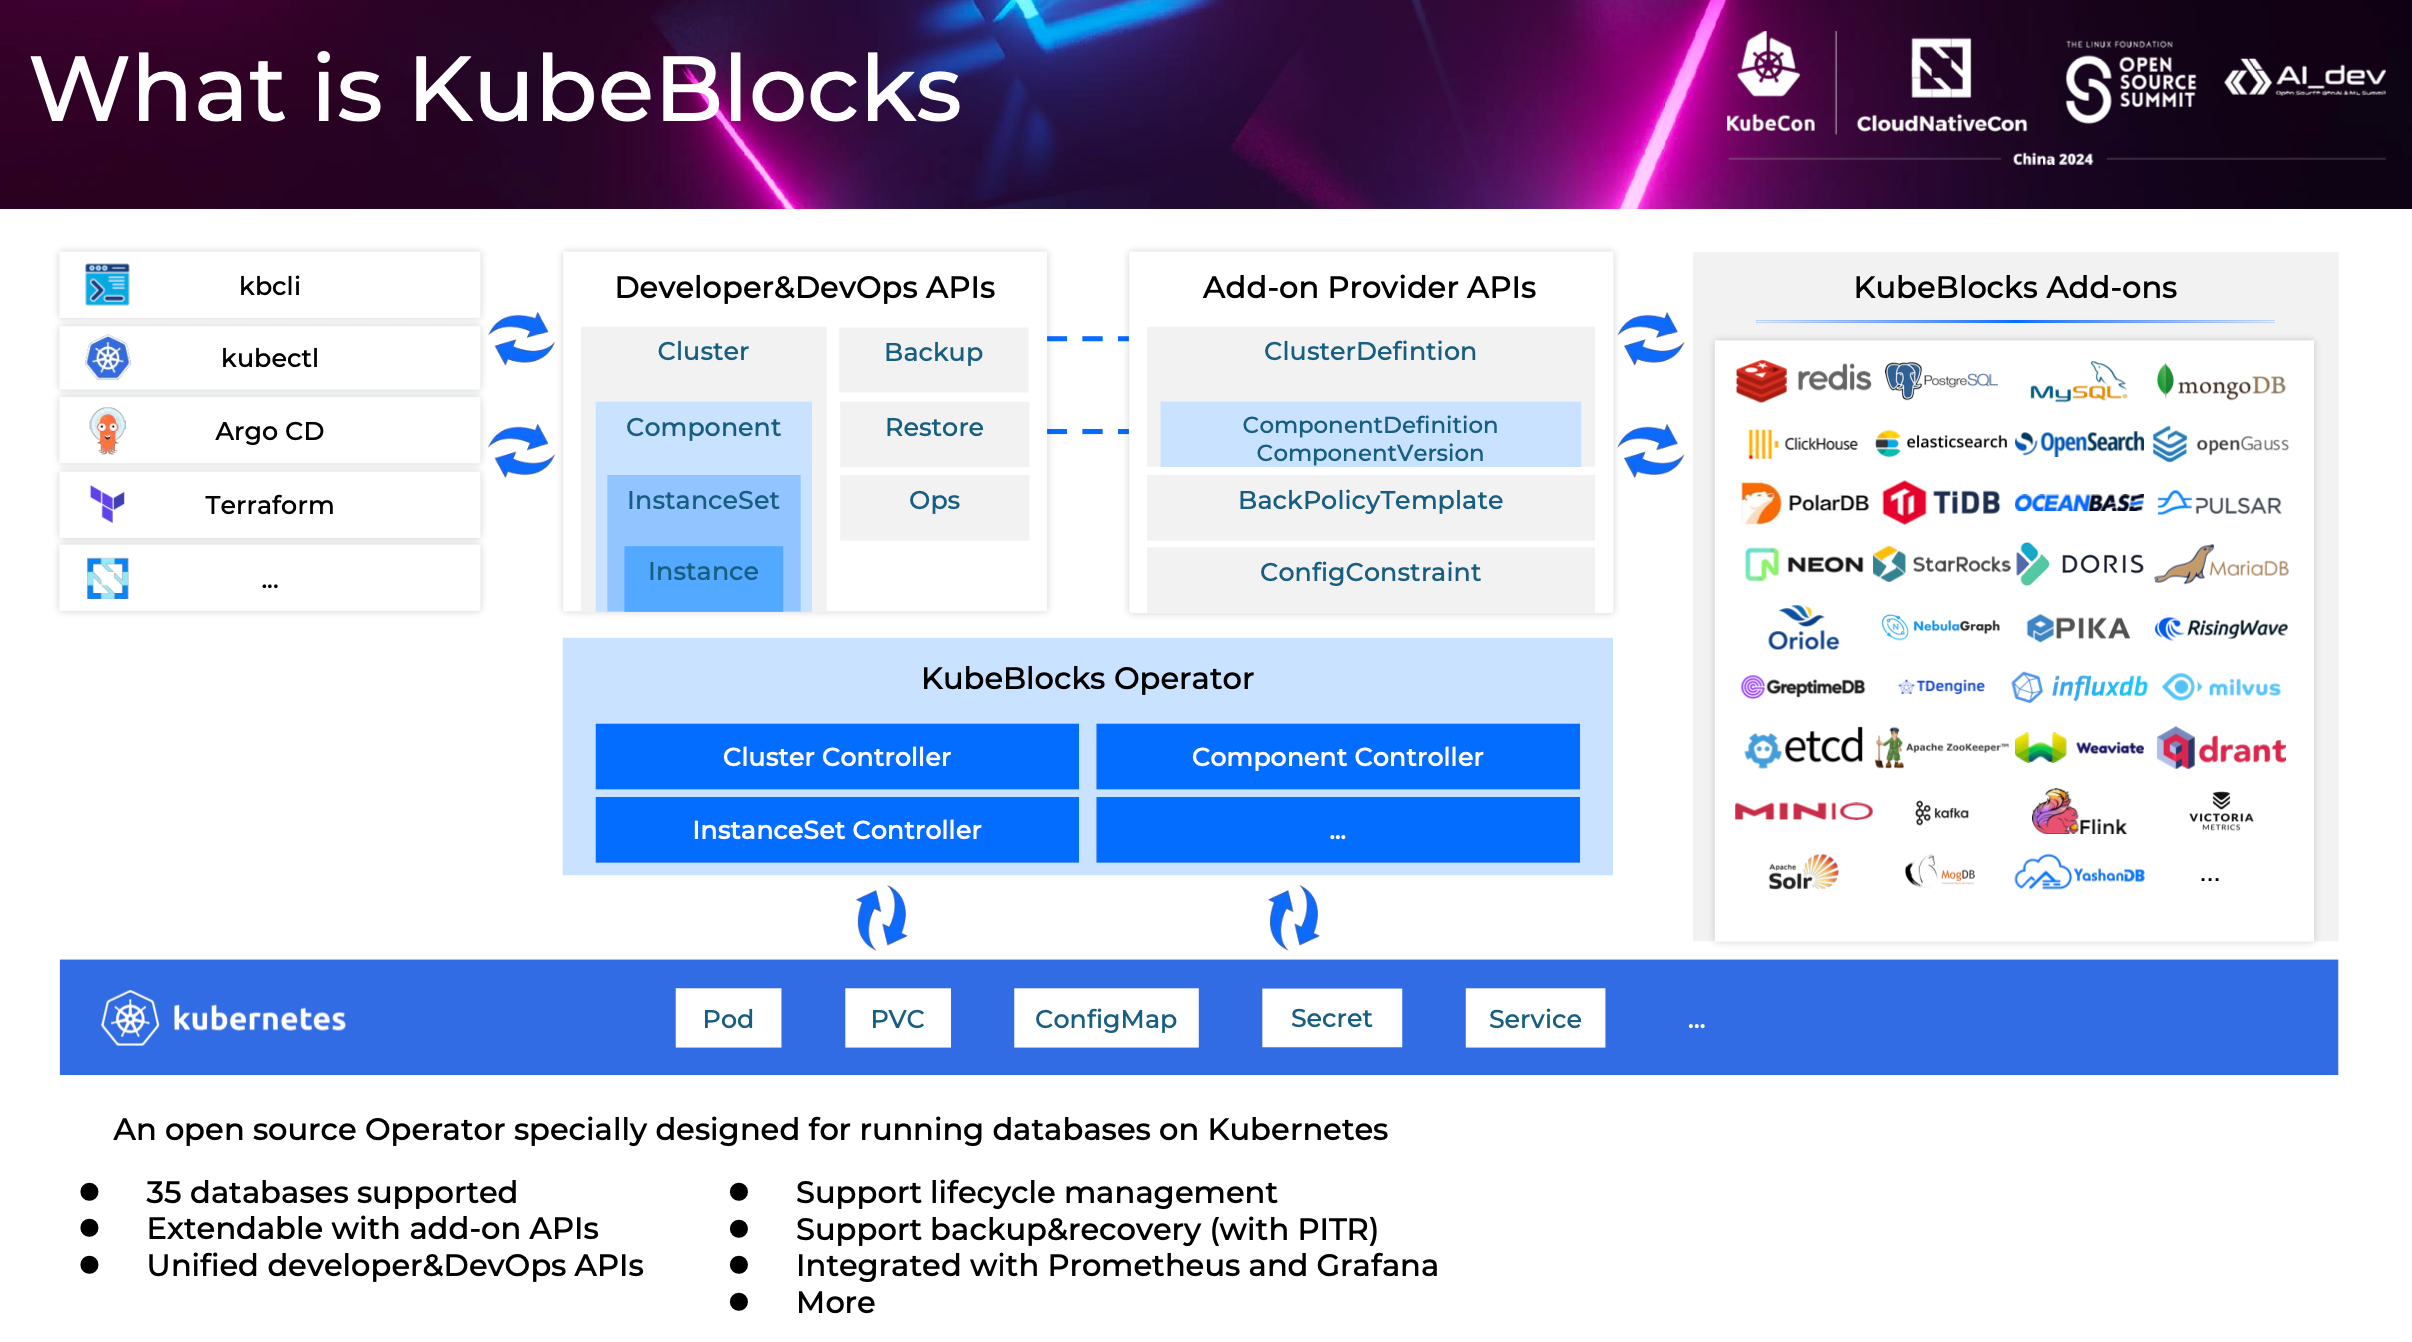 What is KubeBlocks
KubeCon
CloudNativeCon
THE LINUX FOUNDATION
OPEN
SOURCE
SUMMIT
AI_dev
Open Source GenAI & ML Summit
China 2024
kbcli
kubectl
Argo CD
Terraform
...
Developer&DevOps APIs
Cluster
Component
InstanceSet
Instance
Backup
Restore
Ops
Add-on Provider APIs
ClusterDefintion
ComponentDefinition
ComponentVersion
BackPolicyTemplate
ConfigConstraint
KubeBlocks Add-ons
redis PostgreSQL MySQL mongoDB
ClickHouse elasticsearch OpenSearch openGauss
PolarDB TiDB OCEANBASE PULSAR
NEON StarRocks DORIS MariaDB
Oriole NebulaGraph PIKA RisingWave
GreptimeDB TDengine influxdb milvus
etcd Apache ZooKeeper™ Weaviate qdrant
MINIO kafka Flink VICTORIA
METRICS
Apache
Solr MogDB YashanDB ...
KubeBlocks Operator
Cluster Controller
Component Controller
InstanceSet Controller
...
kubernetes
Pod
PVC
ConfigMap
Secret
Service
...
An open source Operator specially designed for running databases on Kubernetes
● 35 databases supported
● Extendable with add-on APIs
● Unified developer&DevOps APIs
● Support lifecycle management
● Support backup&recovery (with PITR)
● Integrated with Prometheus and Grafana
● More